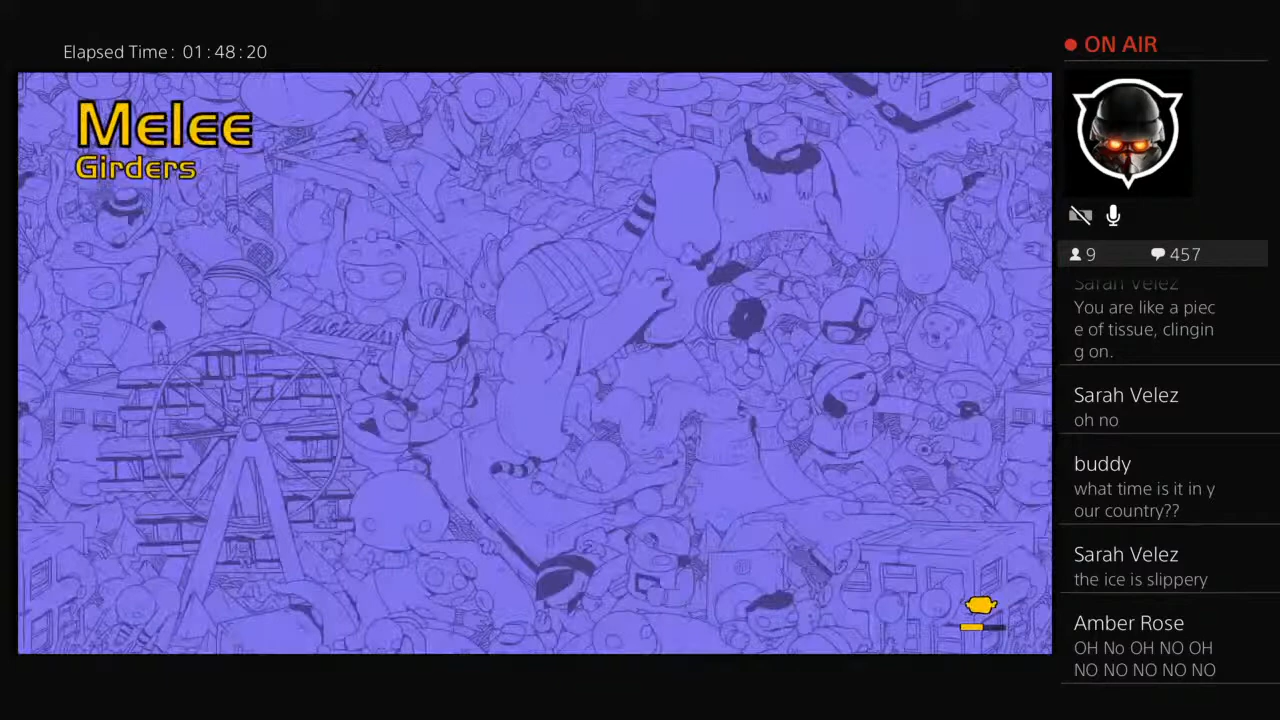 Elapsed Time: 01:48:20
ON AIR
Melee
Girders
9
457
Sarah Velez
You are like a piec
e of tissue, clingin
g on.
Sarah Velez
oh no
buddy
what time is it in y
our country??
Sarah Velez
the ice is slippery
Amber Rose
OH No OH NO OH
NO NO NO NO NO